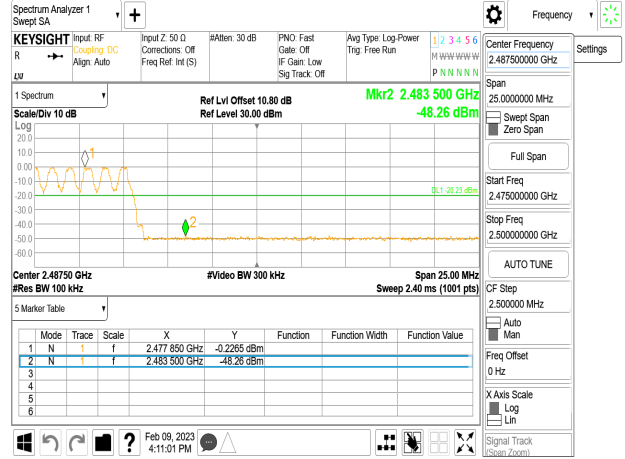 Spectrum Analyzer 1
Swept SA
Frequency
KEYSIGHT
R
Input: RF
Coupling: DC
Align: Auto
Input Z: 50 Ω
Corrections: Off
Freq Ref: Int (S)
#Atten: 30 dB
PNO: Fast
Gate: Off
IF Gain: Low
Sig Track: Off
Avg Type: Log-Power
Trig: Free Run
1 2 3 4 5 6
M W W W W W
P N N N N N
1 Spectrum
Scale/Div 10 dB
Ref Lvl Offset 10.80 dB
Ref Level 30.00 dBm
Mkr2 2.483 500 GHz
-48.26 dBm
Log
20.0
10.0
0.00
-10.0
-20.0
-30.0
-40.0
-50.0
-60.0
1
2
DL1 -20.23 dBm
Center 2.48750 GHz
#Res BW 100 kHz
#Video BW 300 kHz
Span 25.00 MHz
Sweep 2.40 ms (1001 pts)
5 Marker Table
Mode Trace Scale X Y Function Function Width Function Value
1 N 1 f 2.477 850 GHz -0.2265 dBm
2 N 1 f 2.483 500 GHz -48.26 dBm
3
4
5
6
Feb 09, 2023
4:11:01 PM
Center Frequency
2.487500000 GHz
Settings
Span
25.0000000 MHz
Swept Span
Zero Span
Full Span
Start Freq
2.475000000 GHz
Stop Freq
2.500000000 GHz
AUTO TUNE
CF Step
2.500000 MHz
Auto
Man
Freq Offset
0 Hz
X Axis Scale
Log
Lin
Signal Track
(Span Zoom)